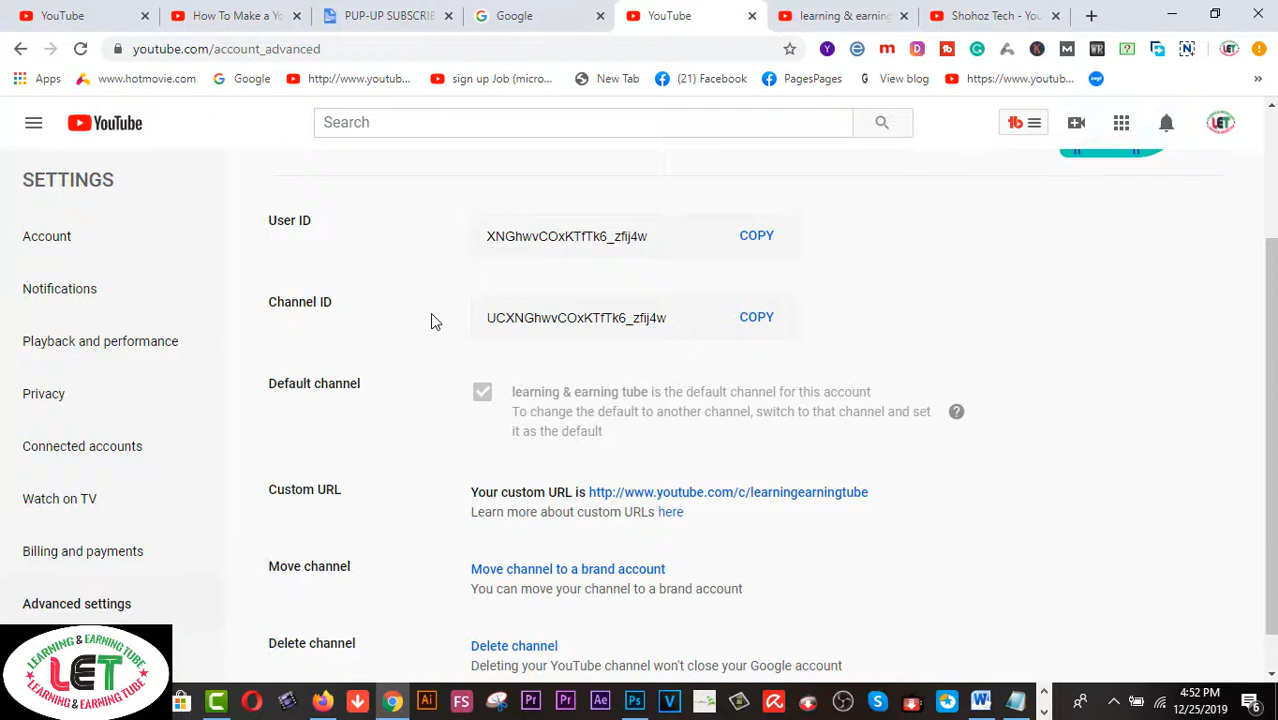 YouTube
How To Make a Yo
PUP-UP SUBSCRIBE
Google
YouTube
learning & earning
Shohoz Tech - You
youtube.com/account_advanced
Apps
www.hotmovie.com
Google
http://www.youtub...
sign up Job (micro...
New Tab
(21) Facebook
PagesPages
View blog
https://www.youtub...
YouTube
Search
SETTINGS
Account
Notifications
Playback and performance
Privacy
Connected accounts
Watch on TV
Billing and payments
Advanced settings
User ID
XNGhwvCOxKTfTk6_zfij4w
COPY
Channel ID
UCXNGhwvCOxKTfTk6_zfij4w
COPY
Default channel
learning & earning tube is the default channel for this account
To change the default to another channel, switch to that channel and set
it as the default
Custom URL
Your custom URL is http://www.youtube.com/c/learningearningtube
Learn more about custom URLs here
Move channel
Move channel to a brand account
You can move your channel to a brand account
Delete channel
Delete channel
Deleting your YouTube channel won't close your Google account
LEARNING & EARNING TUBE
LET
LEARNING & EARNING TUBE
4:52 PM
12/25/2019